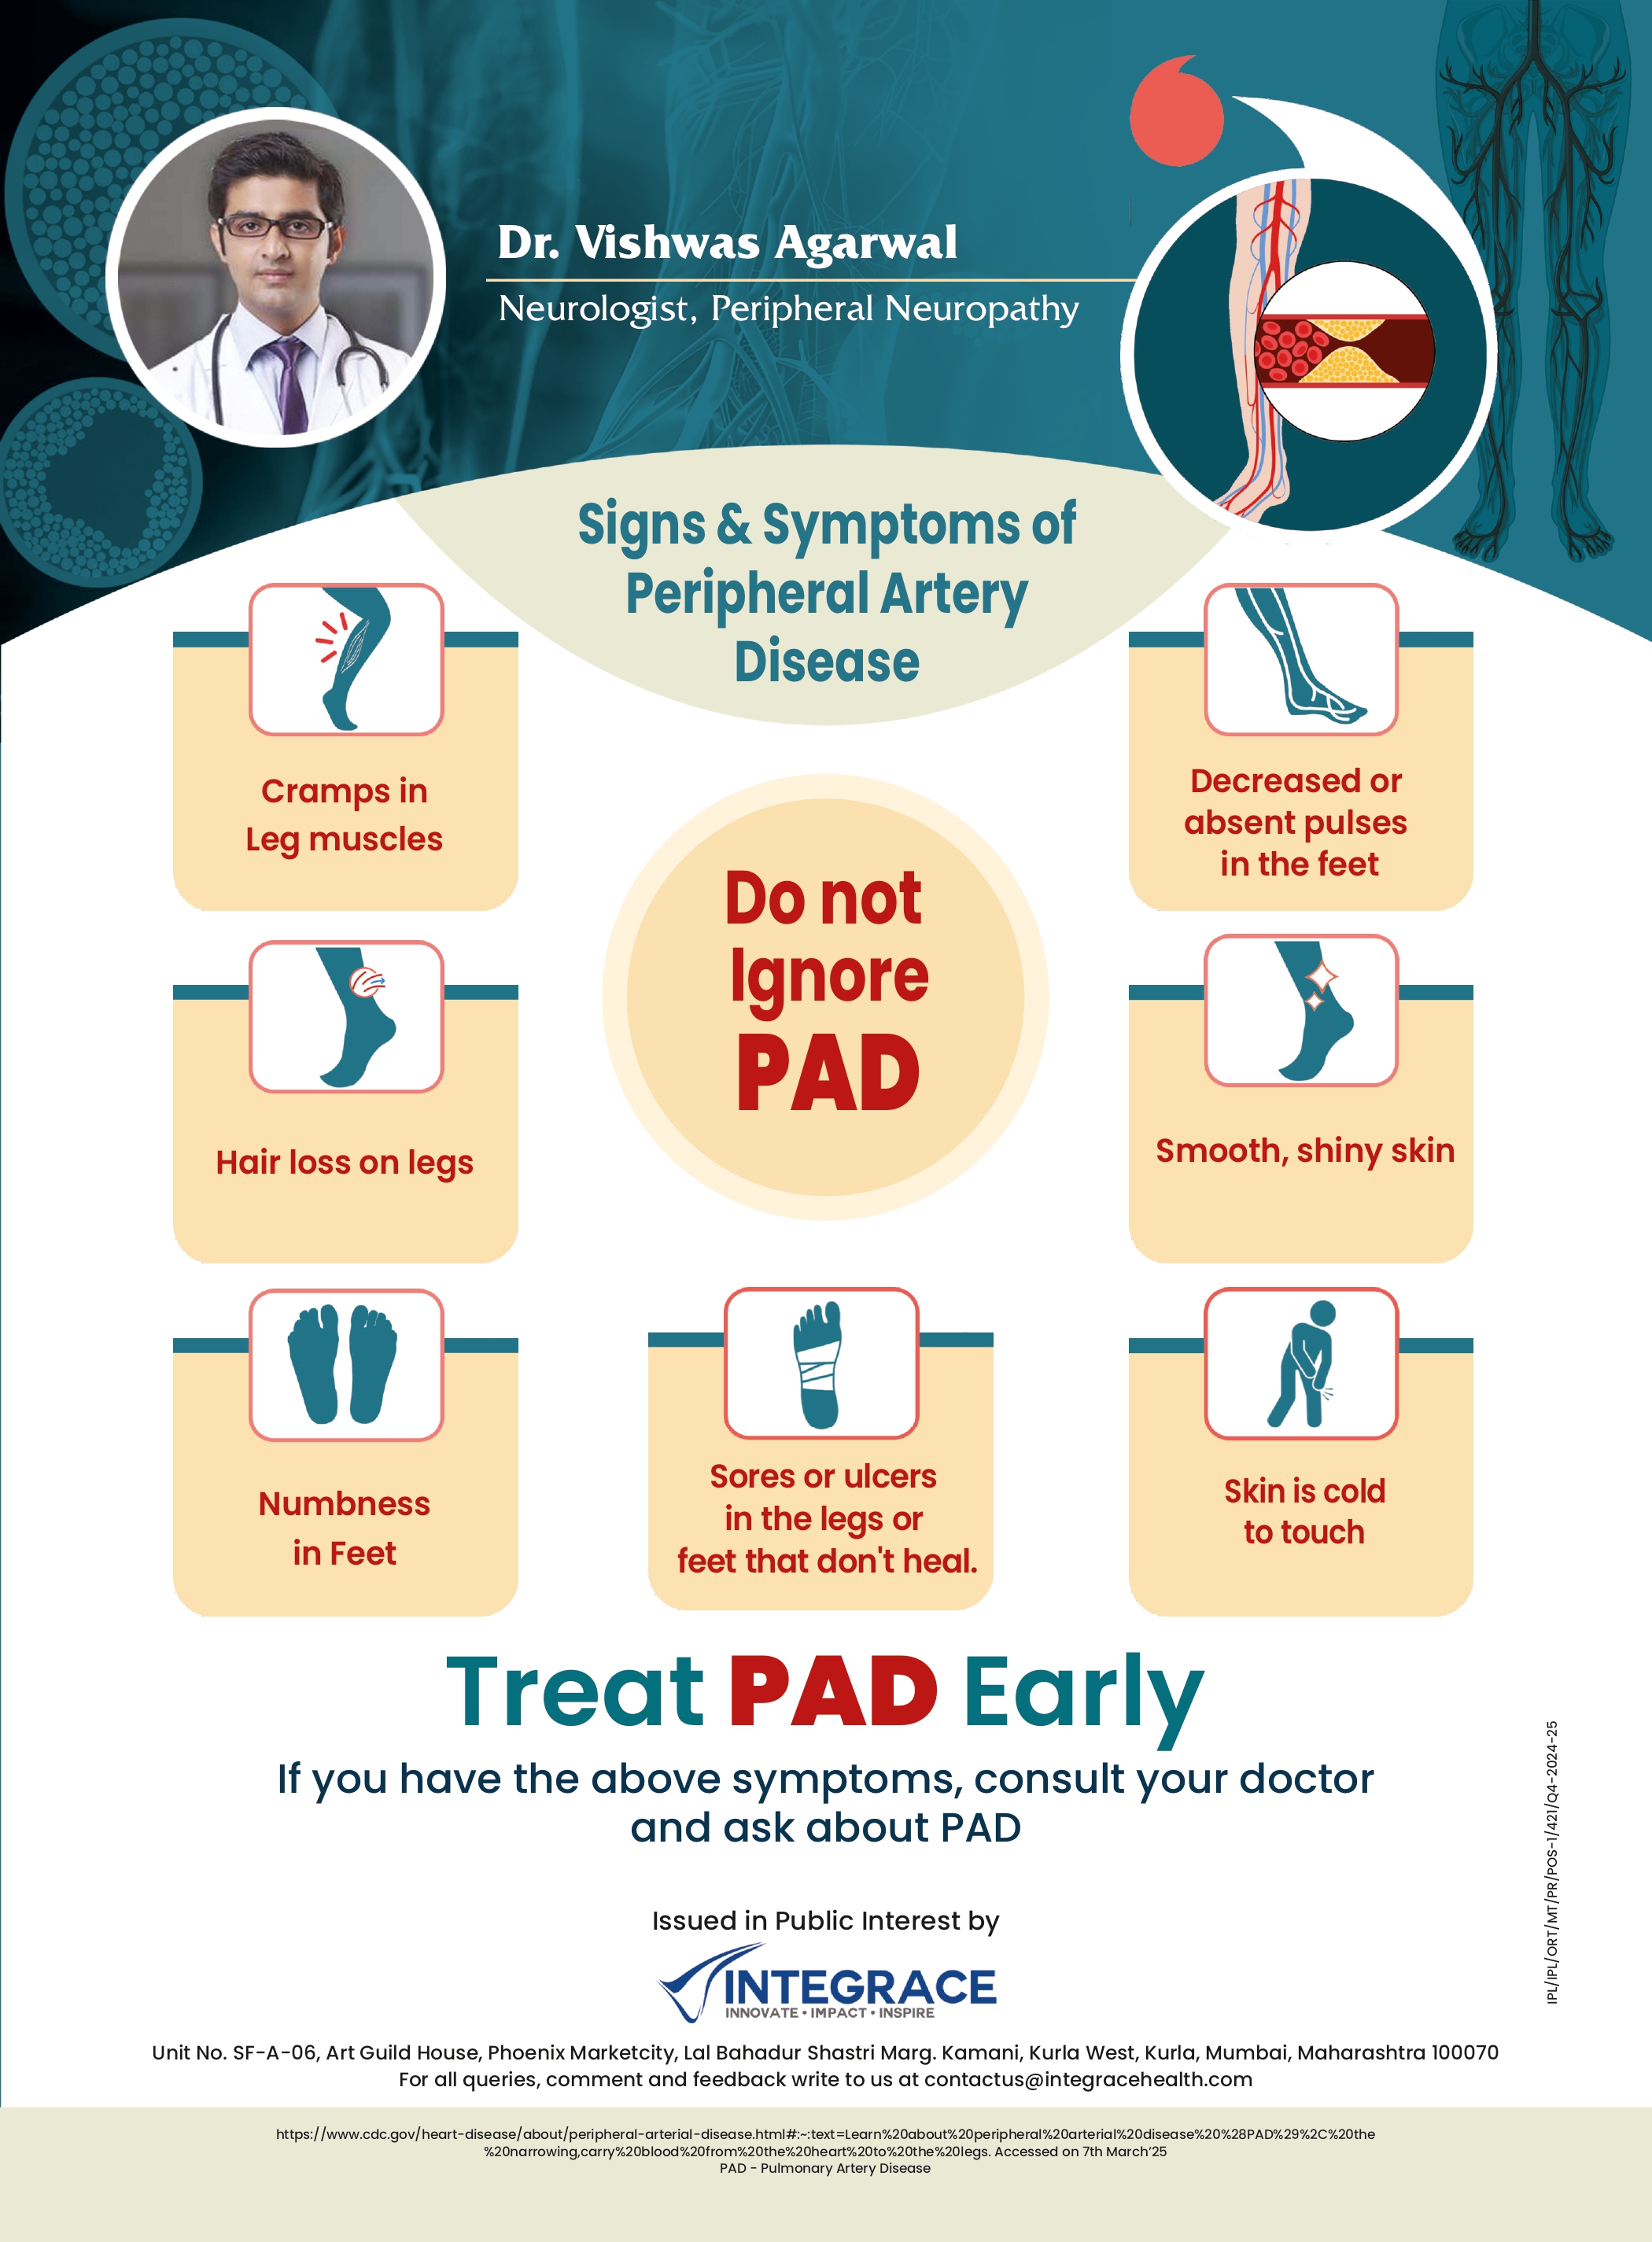 Dr. Vishwas Agarwal
Neurologist, Peripheral Neuropathy
Signs & Symptoms of
Peripheral Artery
Disease
Cramps in
Leg muscles
Decreased or
absent pulses
in the feet
Do not
Ignore
PAD
Hair loss on legs
Smooth, shiny skin
Numbness
in Feet
Sores or ulcers
in the legs or
feet that don't heal.
Skin is cold
to touch
Treat PAD Early
If you have the above symptoms, consult your doctor
and ask about PAD
IPL/IPL/ORT/MT/PR/POS-1/421/Q4-2024-25
Issued in Public Interest by
INTEGRACE
INNOVATE • IMPACT • INSPIRE
Unit No. SF-A-06, Art Guild House, Phoenix Marketcity, Lal Bahadur Shastri Marg. Kamani, Kurla West, Kurla, Mumbai, Maharashtra 100070
For all queries, comment and feedback write to us at contactus@integracehealth.com
https://www.cdc.gov/heart-disease/about/peripheral-arterial-disease.html#:~:text=Learn%20about%20peripheral%20arterial%20disease%20%28PAD%29%2C%20the
%20narrowing,carry%20blood%20from%20the%20heart%20to%20the%20legs. Accessed on 7th March'25
PAD - Pulmonary Artery Disease